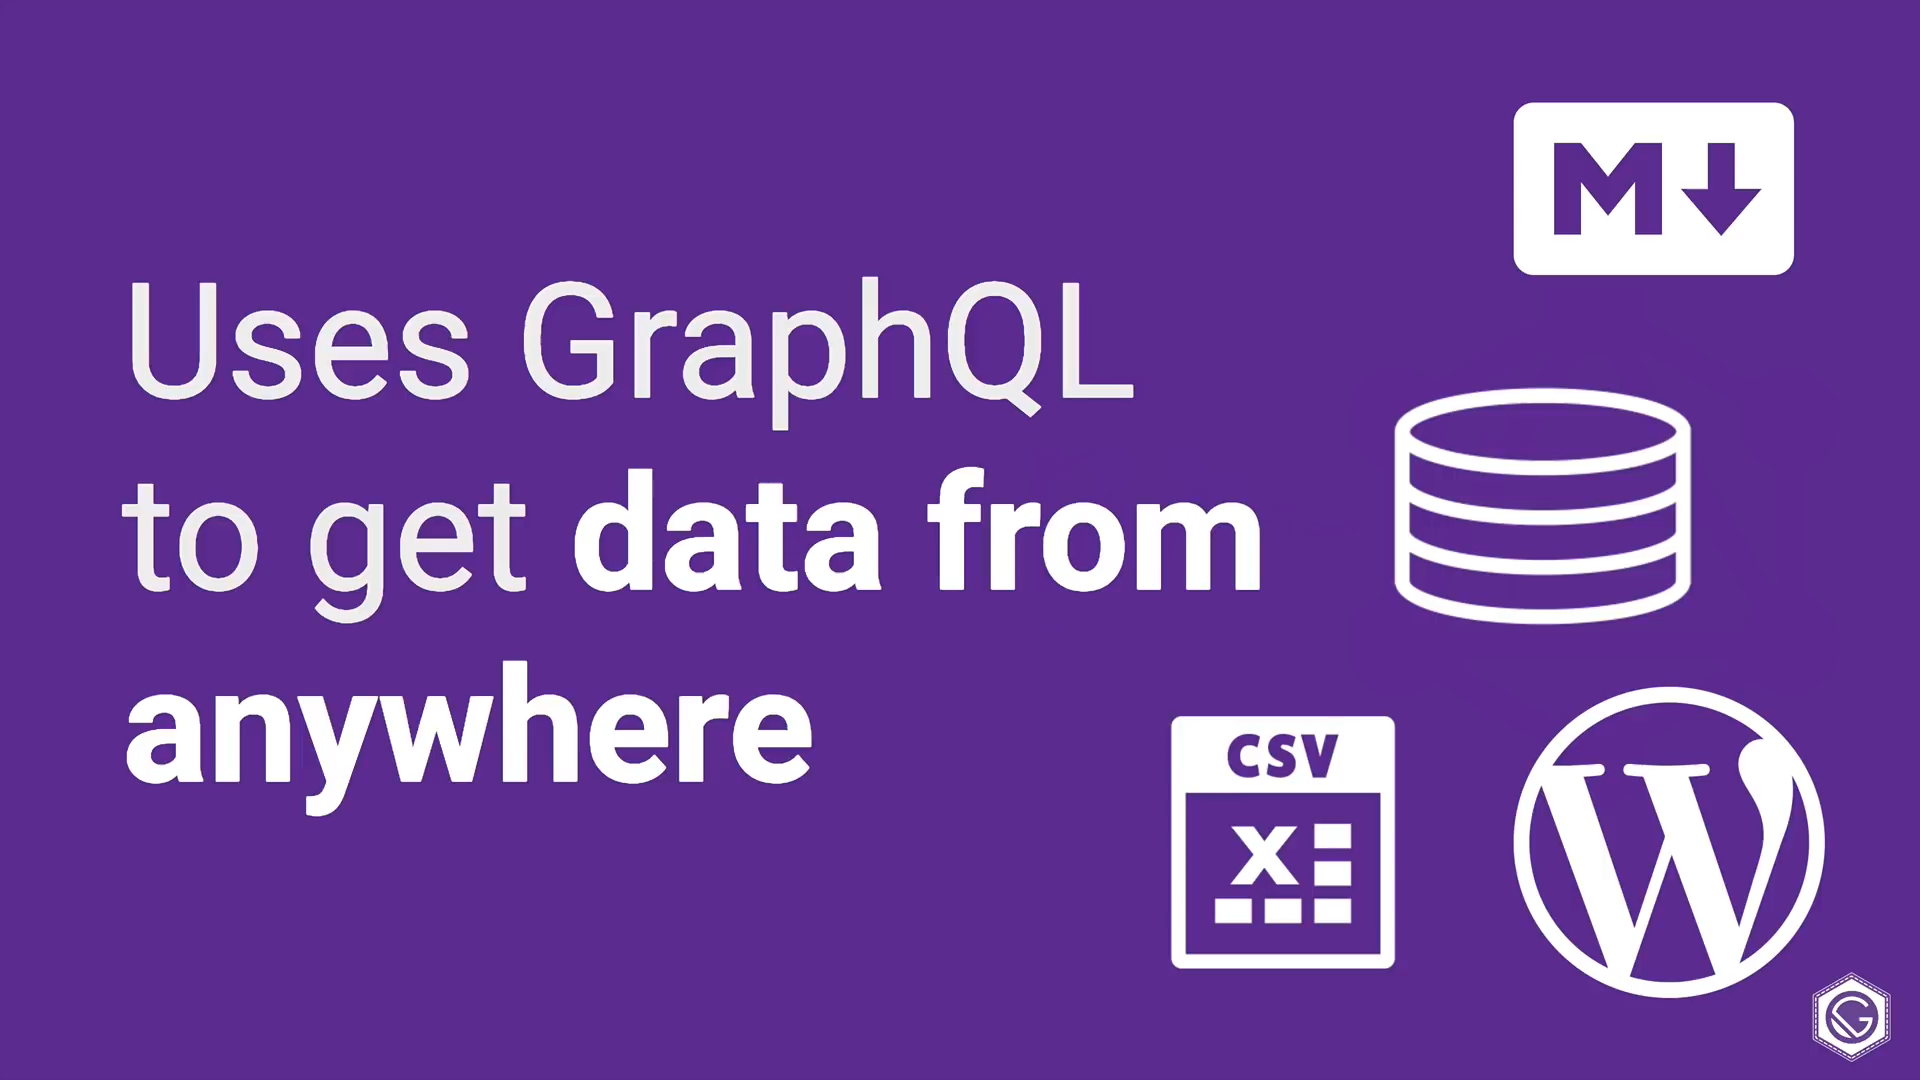 Uses GraphQL
to get data from
anywhere
M
CSV
X
W
G